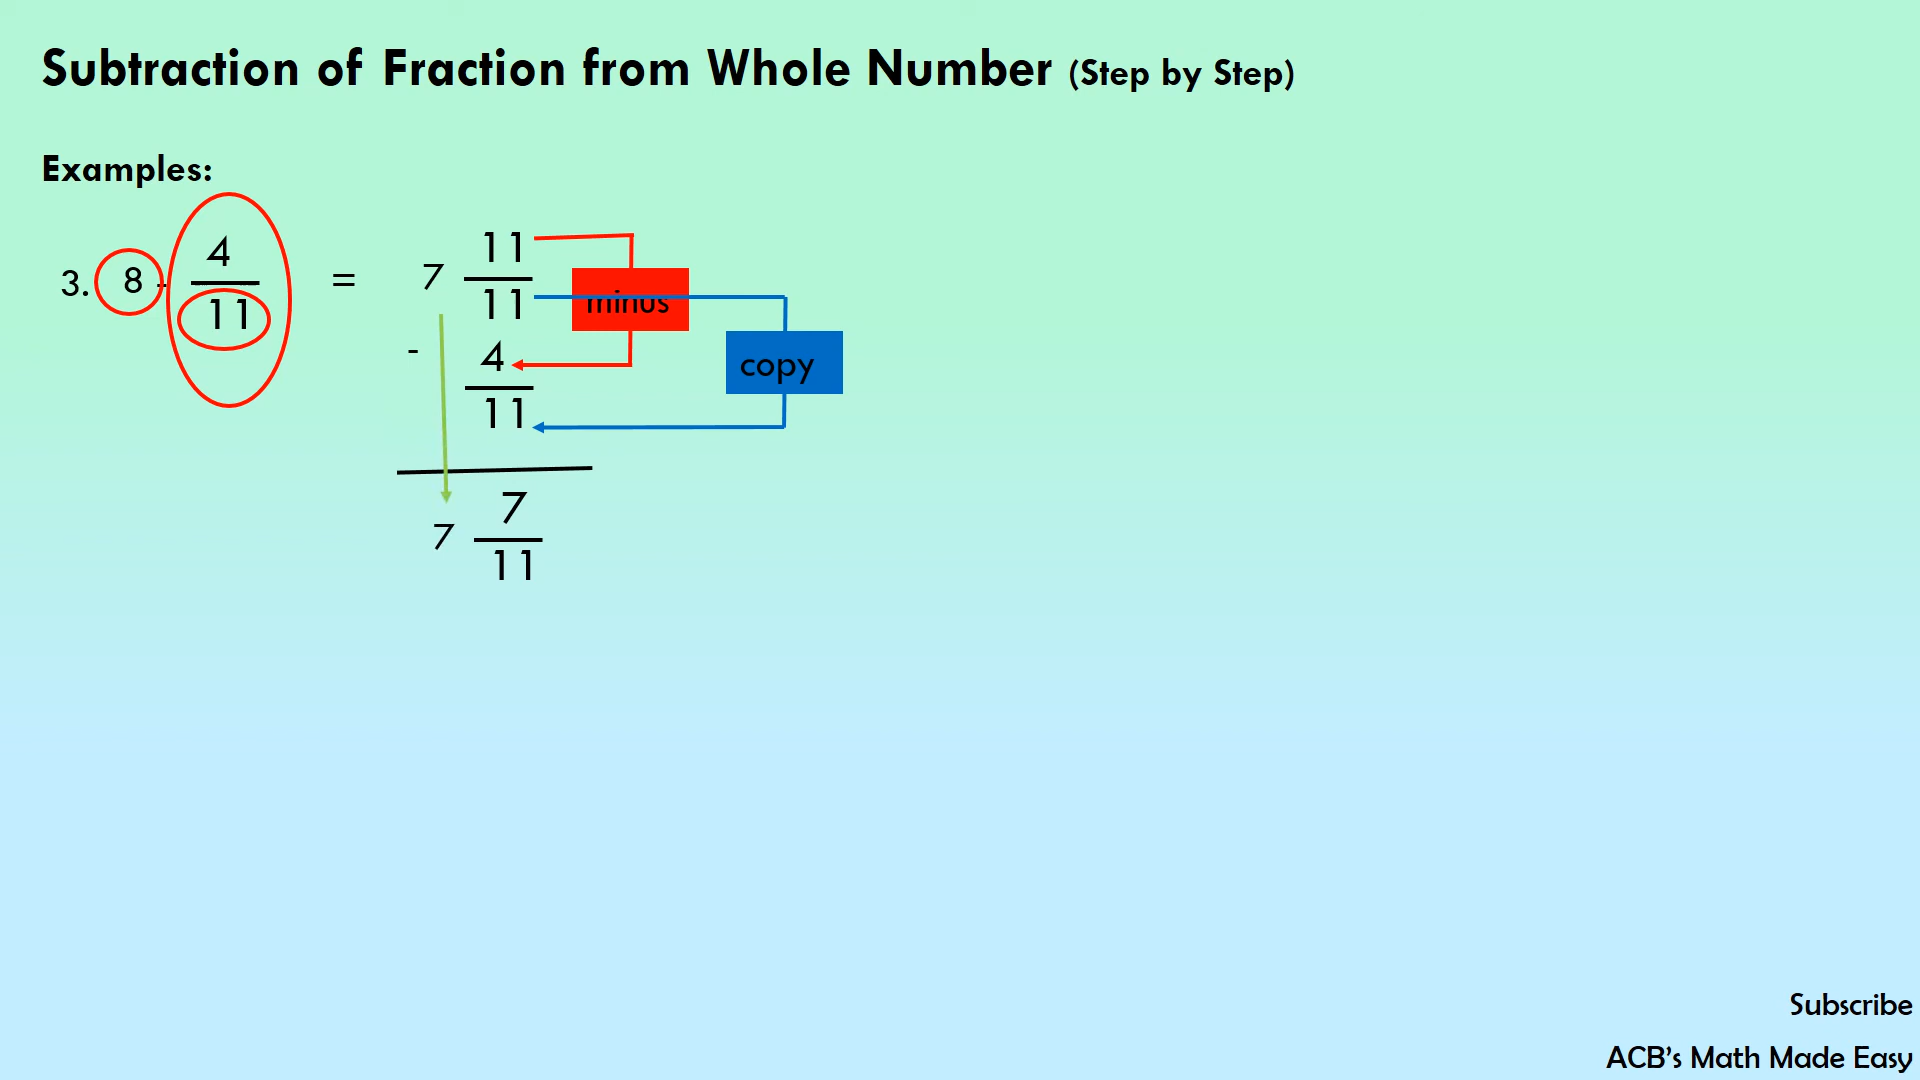 Subtraction of Fraction from Whole Number (Step by Step)
Examples:
3. 8 - 4/11 = 7 11/11
minus
copy
- 4/11
7 7/11
Subscribe
ACB's Math Made Easy